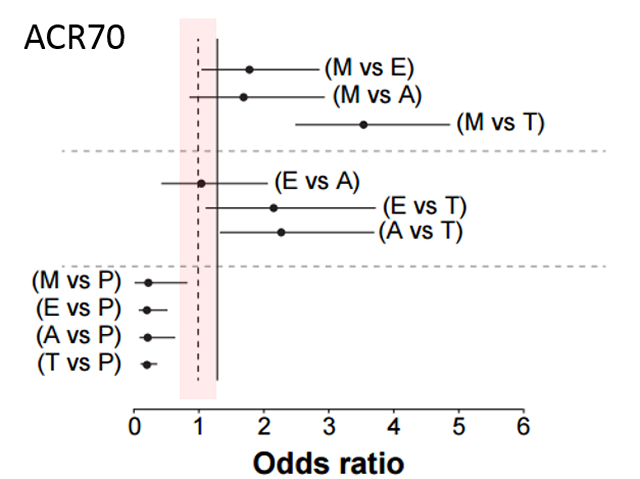 ACR70
(M vs E)
(M vs A)
(M vs T)
(E vs A)
(E vs T)
(A vs T)
(M vs P)
(E vs P)
(A vs P)
(T vs P)
0 1 2 3 4 5 6
Odds ratio